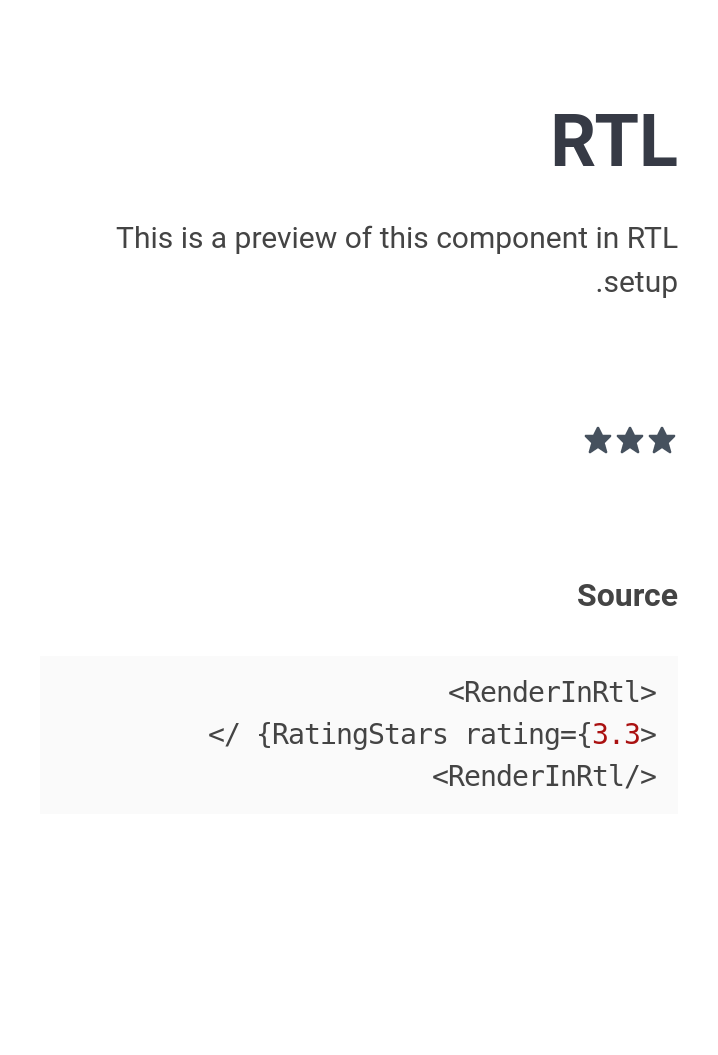 RTL
This is a preview of this component in RTL
.setup
Source
<RenderInRtl>
</ {RatingStars rating={3.3>
<RenderInRtl/>